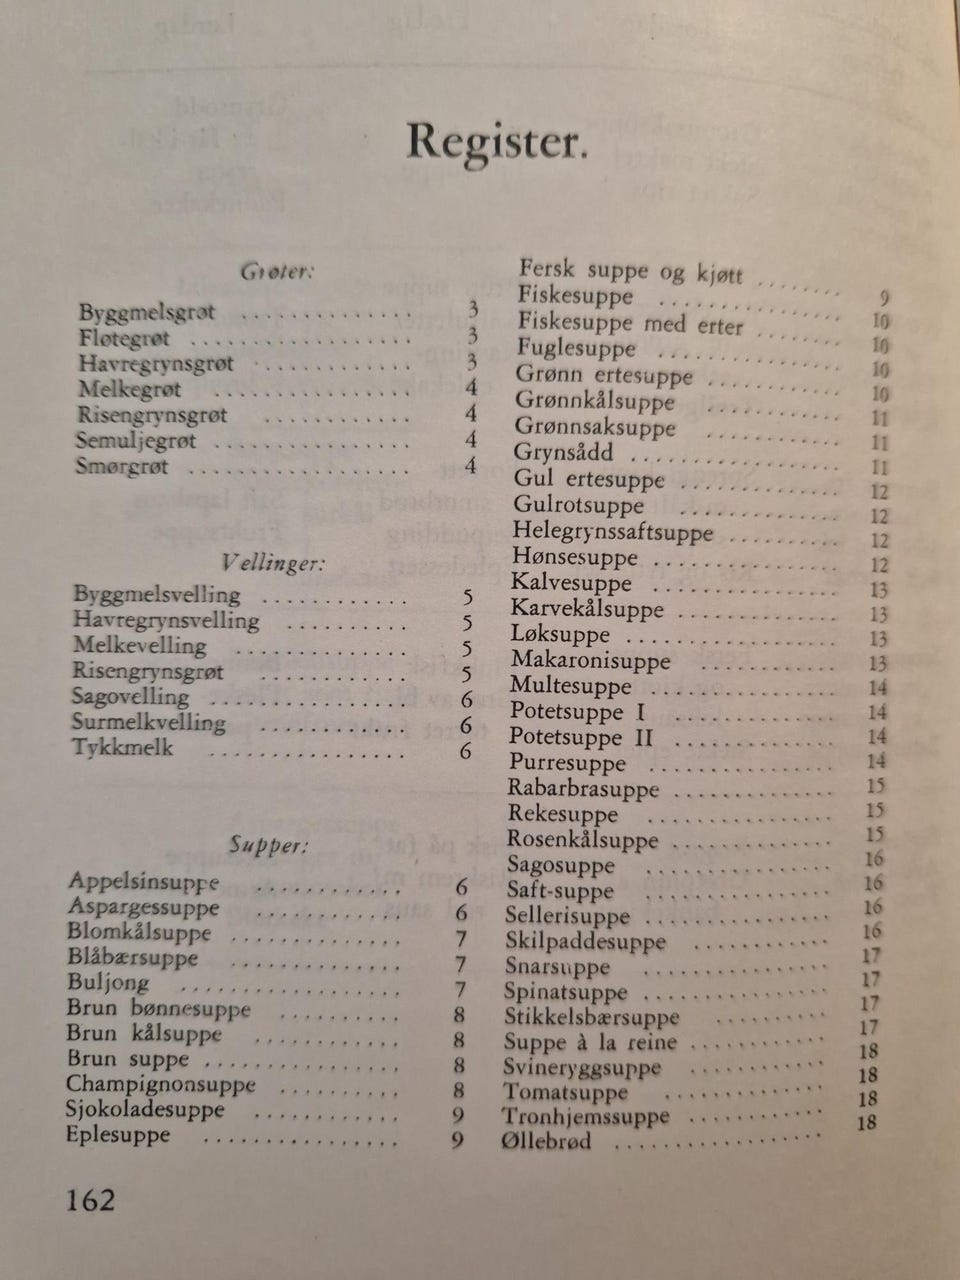 Register.
Grøter:
Byggmelsgrøt .............. 3
Fløtegrøt .................. 3
Havregrynsgrøt ............ 3
Melkegrøt ................ 4
Risengrynsgrøt ............ 4
Semuljegrøt ................ 4
Smørgrøt .................. 4
Vellinger:
Byggmelsvelling ............ 5
Havregrynsvelling .......... 5
Melkevelling .............. 5
Risengrynsgrøt ............ 5
Sagovelling ................ 6
Surmelkvelling ............ 6
Tykkmelk ................ 6
Supper:
Appelsinsuppe ............ 6
Aspargessuppe ............ 6
Blomkålsuppe .............. 7
Blåbærsuppe .............. 7
Buljong .................. 7
Brun bønnesuppe .......... 8
Brun kålsuppe ............ 8
Brun suppe ................ 8
Champignonsuppe .......... 8
Sjokoladesuppe ............ 9
Eplesuppe ................ 9
Fersk suppe og kjøtt ........ 9
Fiskesuppe .............. 10
Fiskesuppe med erter ........ 10
Fuglesuppe .............. 10
Grønn ertesuppe .......... 10
Grønnkålsuppe .......... 11
Grønnsaksuppe .......... 11
Grynsådd ................ 11
Gul ertesuppe ............ 12
Gulrotsuppe ............ 12
Helegrynssaftsuppe ........ 12
Hønsesuppe .............. 12
Kalvesuppe .............. 13
Karvekålsuppe ............ 13
Løksuppe ................ 13
Makaronisuppe .......... 13
Multesuppe .............. 14
Potetsuppe I ............ 14
Potetsuppe II ............ 14
Purresuppe .............. 14
Rabarbrasuppe ............ 15
Rekesuppe .............. 15
Rosenkålsuppe ............ 15
Sagosuppe .............. 16
Saft-suppe .............. 16
Sellerisuppe .............. 16
Skilpaddesuppe .......... 16
Snarsuppe .............. 17
Spinatsuppe .............. 17
Stikkelsbærsuppe ........ 17
Suppe à la reine .......... 17
Svineryggsuppe .......... 18
Tomatsuppe ............ 18
Tronhjemssuppe .......... 18
Øllebrød ................ 18
162